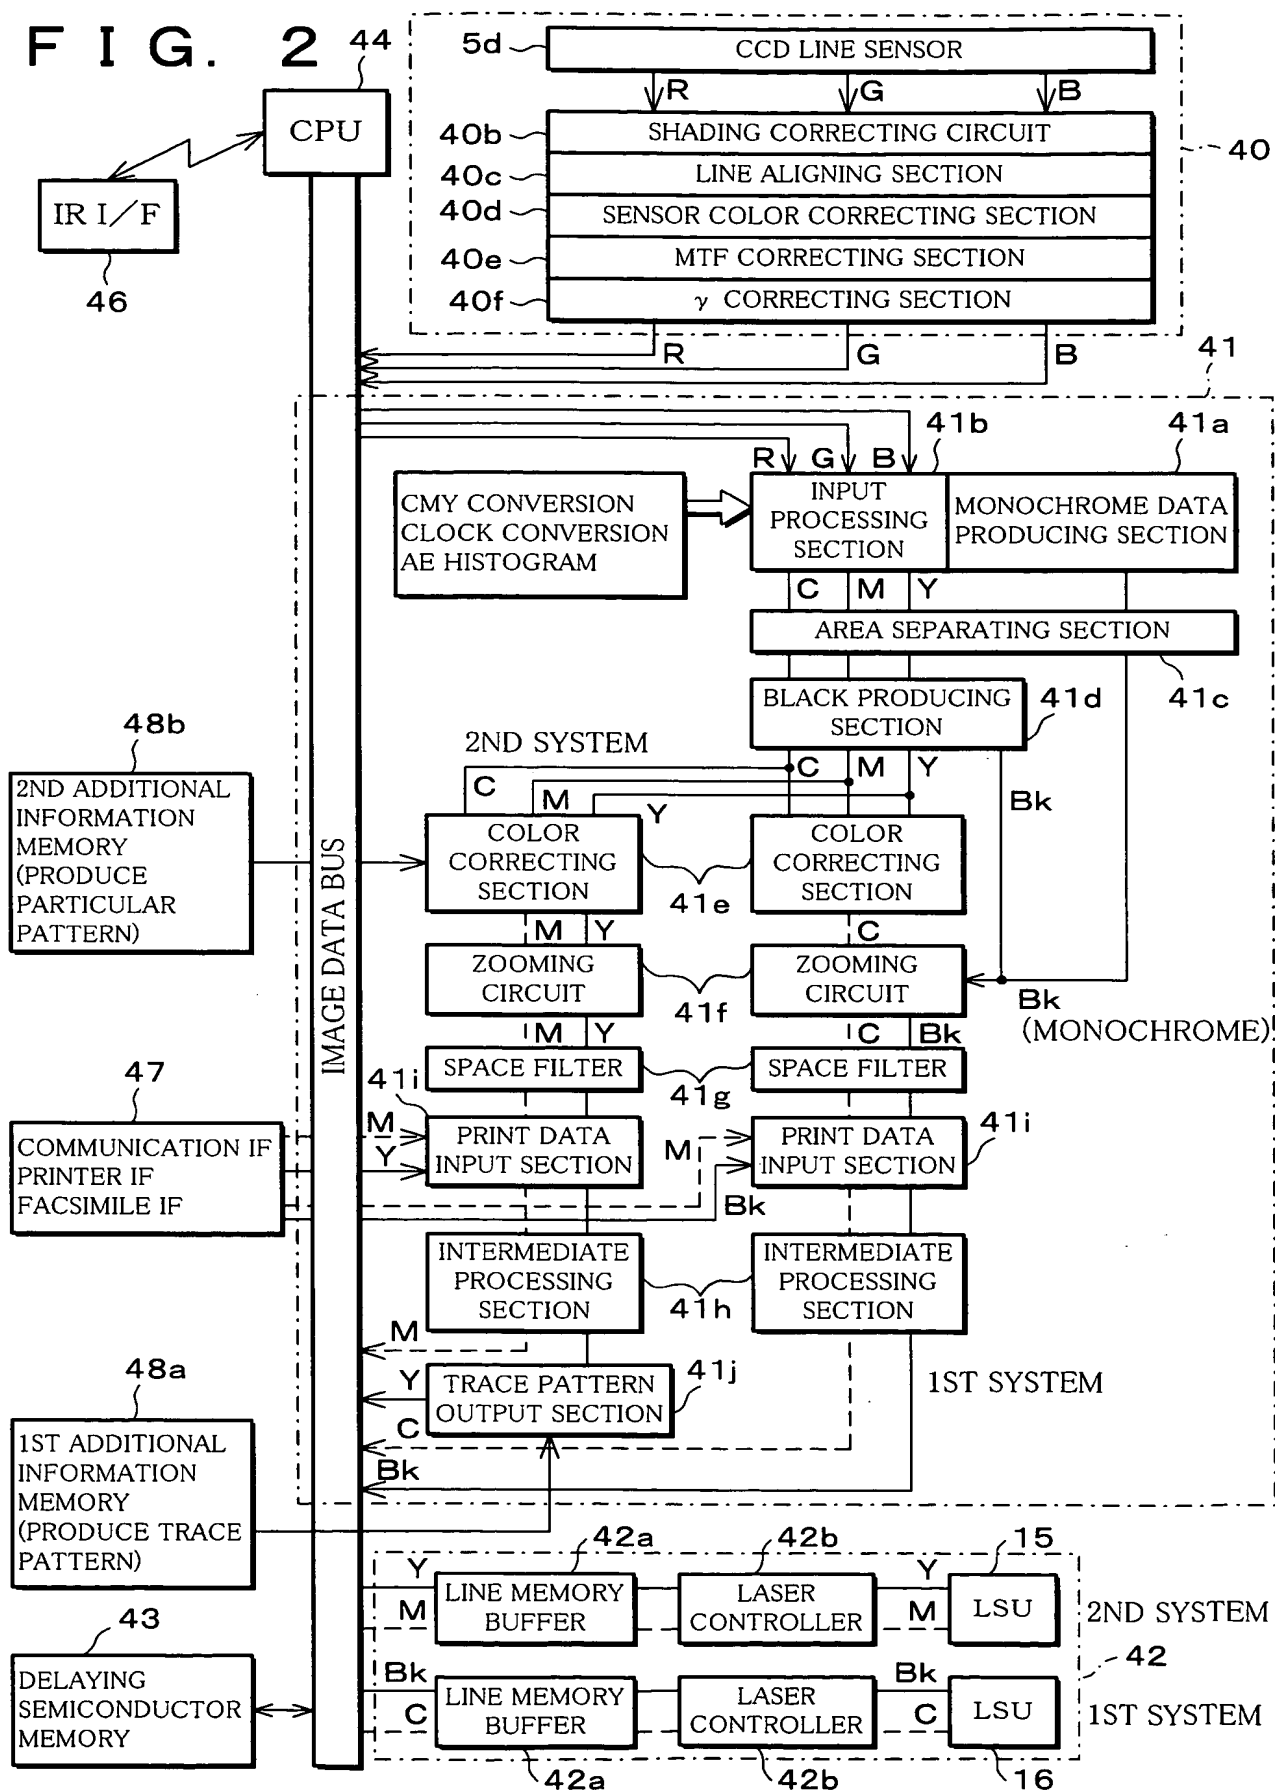 FIG. 2
44
CPU
IR I/F
46
5d
CCD LINE SENSOR
R
G
B
40b
SHADING CORRECTING CIRCUIT
40c
LINE ALIGNING SECTION
40d
SENSOR COLOR CORRECTING SECTION
40e
MTF CORRECTING SECTION
40f
γ CORRECTING SECTION
40
R
G
B
41
41b
41a
R
G
B
CMY CONVERSION
CLOCK CONVERSION
AE HISTOGRAM
INPUT
PROCESSING
SECTION
MONOCHROME DATA
PRODUCING SECTION
C
M
Y
AREA SEPARATING SECTION
41c
BLACK PRODUCING
SECTION
41d
2ND SYSTEM
C
M
Y
C
M
Y
Bk
48b
2ND ADDITIONAL
INFORMATION
MEMORY
(PRODUCE
PARTICULAR
PATTERN)
IMAGE DATA BUS
COLOR
CORRECTING
SECTION
41e
COLOR
CORRECTING
SECTION
M
Y
C
ZOOMING
CIRCUIT
41f
ZOOMING
CIRCUIT
Bk
(MONOCHROME)
M
Y
C
Bk
SPACE FILTER
41g
SPACE FILTER
47
COMMUNICATION IF
PRINTER IF
FACSIMILE IF
41i
M
Y
PRINT DATA
INPUT SECTION
M
Bk
PRINT DATA
INPUT SECTION
41i
INTERMEDIATE
PROCESSING
SECTION
41h
INTERMEDIATE
PROCESSING
SECTION
M
Y
TRACE PATTERN
OUTPUT SECTION
41j
1ST SYSTEM
C
Bk
48a
1ST ADDITIONAL
INFORMATION
MEMORY
(PRODUCE TRACE
PATTERN)
42a
42b
15
Y
M
LINE MEMORY
BUFFER
LASER
CONTROLLER
Y
M
LSU
2ND SYSTEM
42
43
DELAYING
SEMICONDUCTOR
MEMORY
Bk
C
LINE MEMORY
BUFFER
LASER
CONTROLLER
Bk
C
LSU
1ST SYSTEM
42a
42b
16